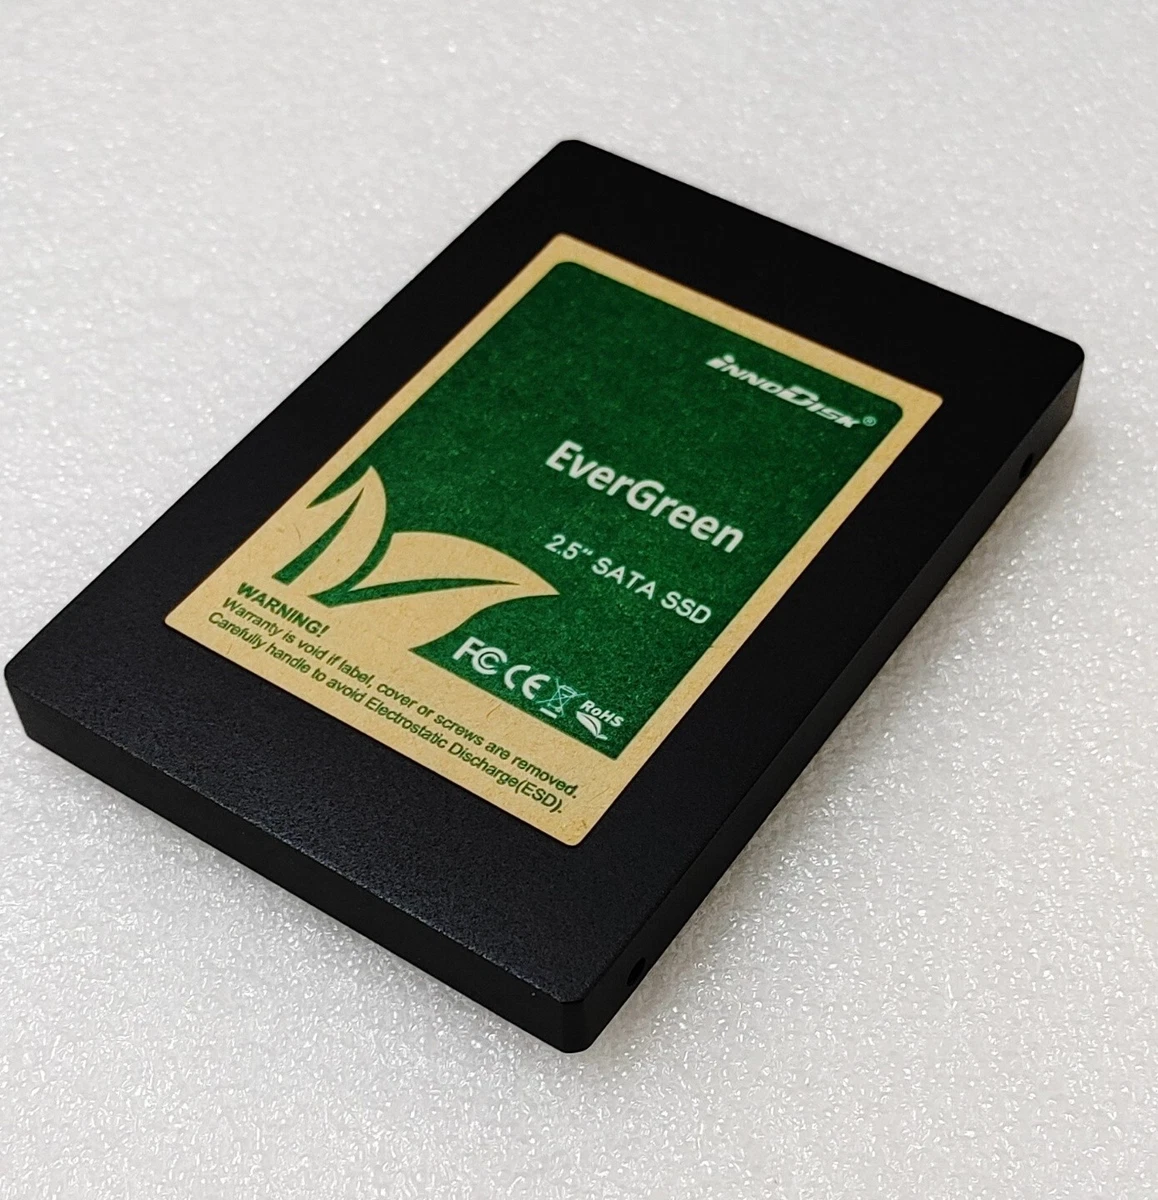 innoDisk®
EverGreen
2.5" SATA SSD
FC CE RoHS
WARNING!
Warranty is void if label, cover or screws are removed.
Carefully handle to avoid Electrostatic Discharge(ESD).